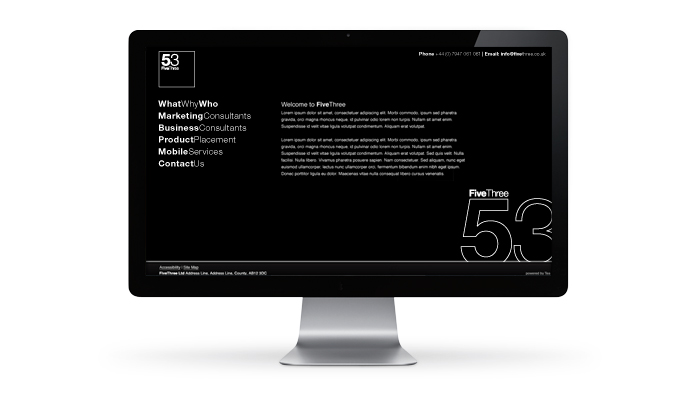 53
FiveThree
Phone +44(0)7947 061 061 | Email: info@fivethree.co.uk
WhatWhyWho
MarketingConsultants
BusinessConsultants
ProductPlacement
MobileServices
ContactUs
Welcome to FiveThree
Lorem ipsum dolor sit amet, consectetuer adipiscing elit. Morbi commodo, ipsum sed pharetra
gravida, orci magna rhoncus neque, id pulvinar odio lorem non turpis. Nullam sit amet enim.
Suspendisse id velit vitae ligula volutpat condimentum. Aliquam erat volutpat.
Lorem ipsum dolor sit amet, consectetuer adipiscing elit. Morbi commodo, ipsum sed pharetra
gravida, orci magna rhoncus neque, id pulvinar odio lorem non turpis. Nullam sit amet enim.
Suspendisse id velit vitae ligula volutpat condimentum. Aliquam erat volutpat. Sed quis velit. Nulla
facilisi. Nulla libero. Vivamus pharetra posuere sapien. Nam consectetuer. Sed aliquam, nunc eget
euismod ullamcorper, lectus nunc ullamcorper orci, fermentum bibendum enim nibh eget ipsum.
Donec porttitor ligula eu dolor. Maecenas vitae nulla consequat libero cursus venenatis.
FiveThree
53
Accessibility | Site Map
FiveThree Ltd Address Line, Address Line, County, AB12 3DC
powered by